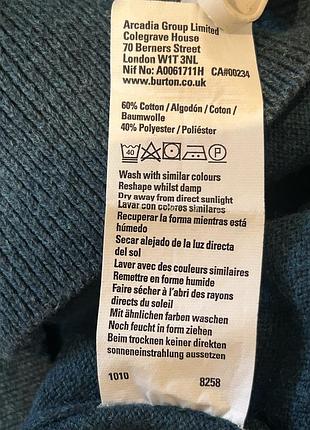 Arcadia Group Limited
Colegrave House
70 Berners Street
London W1T 3NL
Nif No: A0061711H CA#00234
www.burton.co.uk
60% Cotton / Algodón / Coton /
Baumwolle
40% Polyester / Poliéster
40 P
Wash with similar colours
Reshape whilst damp
Dry away from direct sunlight
Lavar con colores similares
Recuperar la forma mientras está
húmedo
Secar alejado de la luz directa
del sol
Laver avec des couleurs similaires
Remettre en forme humide
Faire sécher à l'abri des rayons
directs du soleil
Mit ähnlichen farben waschen
Noch feucht in form ziehen
Beim trocknen keiner direkten
sonneneinstrahlung aussetzen
1010 8258